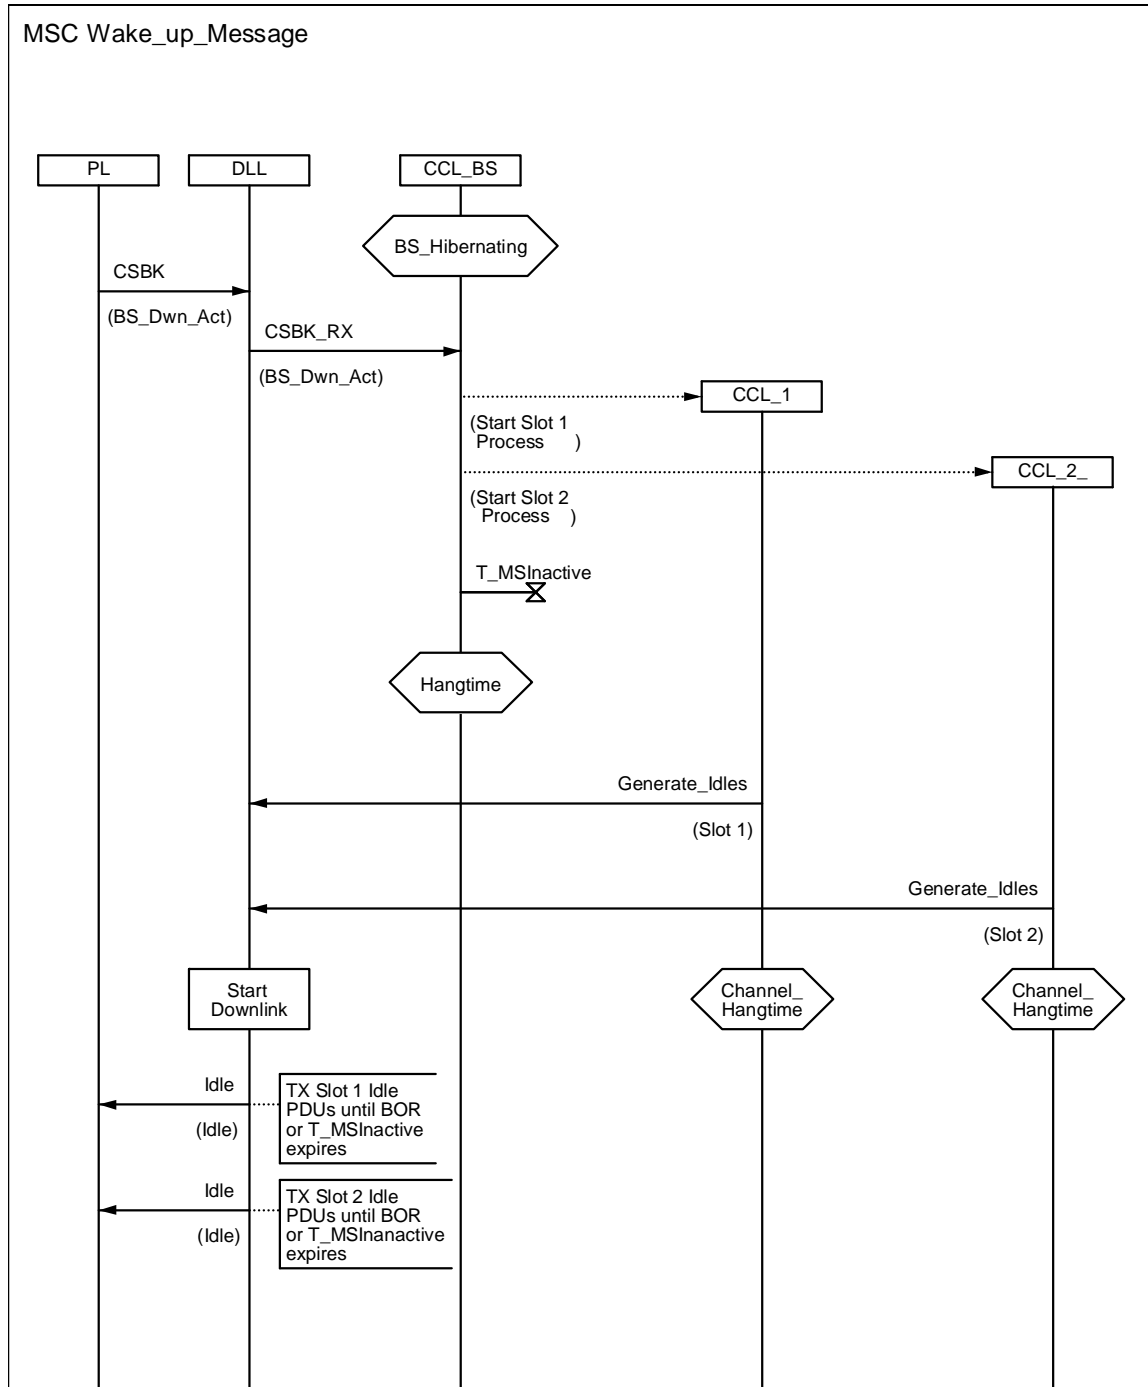 MSC Wake_up_Message
PL
DLL
CCL_BS
BS_Hibernating
CSBK
(BS_Dwn_Act)
CSBK_RX
(BS_Dwn_Act)
CCL_1
(Start Slot 1
Process )
CCL_2_
(Start Slot 2
Process )
T_MSInactive
Hangtime
Generate_Idles
(Slot 1)
Generate_Idles
(Slot 2)
Start
Downlink
Channel_
Hangtime
Channel_
Hangtime
Idle
(Idle)
TX Slot 1 Idle
PDUs until BOR
or T_MSInactive
expires
Idle
(Idle)
TX Slot 2 Idle
PDUs until BOR
or T_MSInanactive
expires